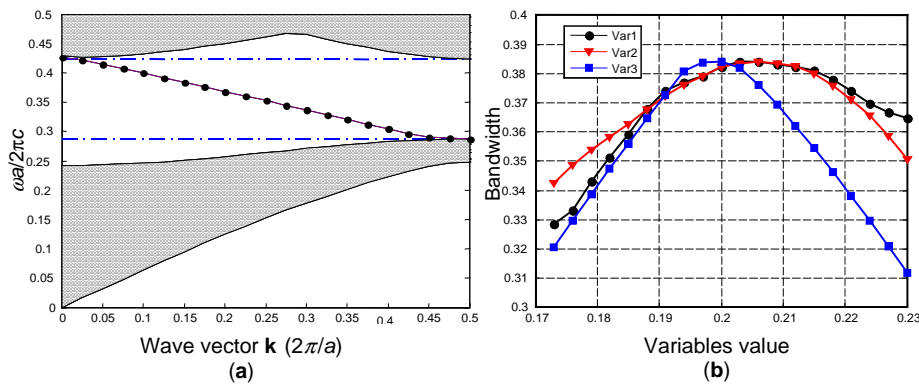 0.5
0.45
0.4
0.35
0.3
0.25
0.2
0.15
0.1
0.05
0
ωa/2πc
0 0.05 0.1 0.15 0.2 0.25 0.3 0.35 0.4 0.45 0.5
Wave vector k (2π/a)
(a)
0.4
0.39
0.38
0.37
0.36
0.35
0.34
0.33
0.32
0.31
0.3
Bandwidth
Var1
Var2
Var3
0.17 0.18 0.19 0.20 0.21 0.22 0.23
Variables value
(b)